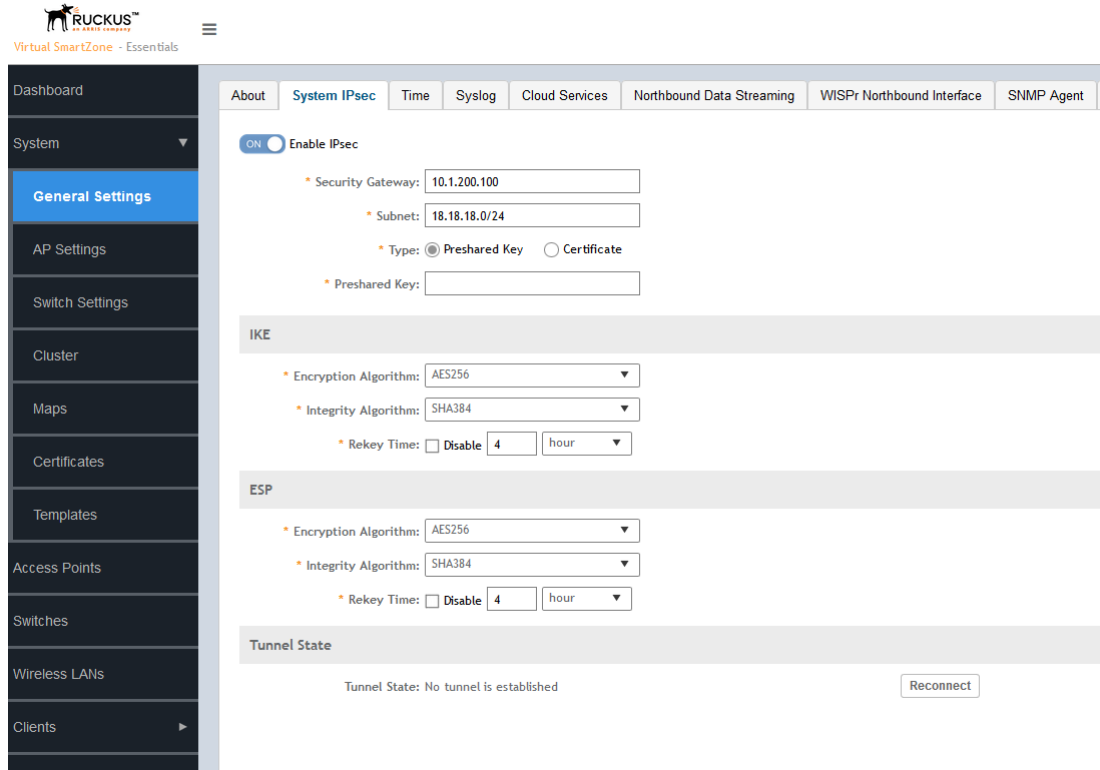 RUCKUS™
an ARRIS company
Virtual SmartZone - Essentials
Dashboard
System
General Settings
AP Settings
Switch Settings
Cluster
Maps
Certificates
Templates
Access Points
Switches
Wireless LANs
Clients
About System IPsec Time Syslog Cloud Services Northbound Data Streaming WISPr Northbound Interface SNMP Agent
ON Enable IPsec
* Security Gateway: 10.1.200.100
* Subnet: 18.18.18.0/24
* Type: Preshared Key Certificate
* Preshared Key:
IKE
* Encryption Algorithm: AES256
* Integrity Algorithm: SHA384
* Rekey Time: Disable 4 hour
ESP
* Encryption Algorithm: AES256
* Integrity Algorithm: SHA384
* Rekey Time: Disable 4 hour
Tunnel State
Tunnel State: No tunnel is established Reconnect